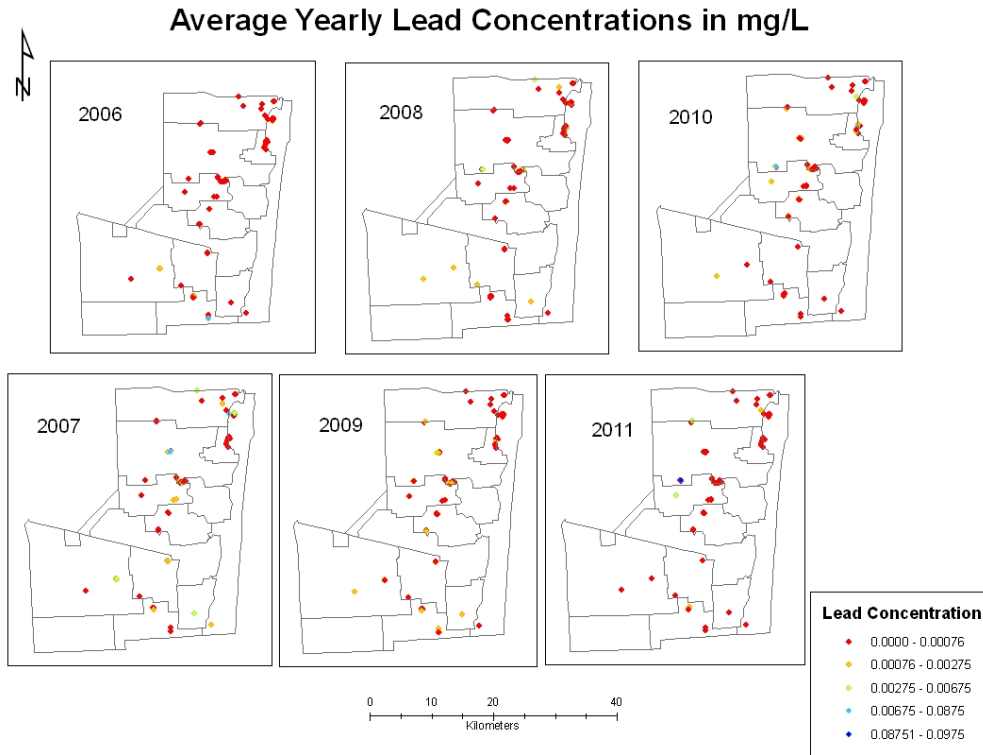 Average Yearly Lead Concentrations in mg/L
N
2006
2008
2010
2007
2009
2011
0 10 20 40
Kilometers
Lead Concentration
0.0000 - 0.00076
0.00076 - 0.00275
0.00275 - 0.00675
0.00675 - 0.0875
0.08751 - 0.0975